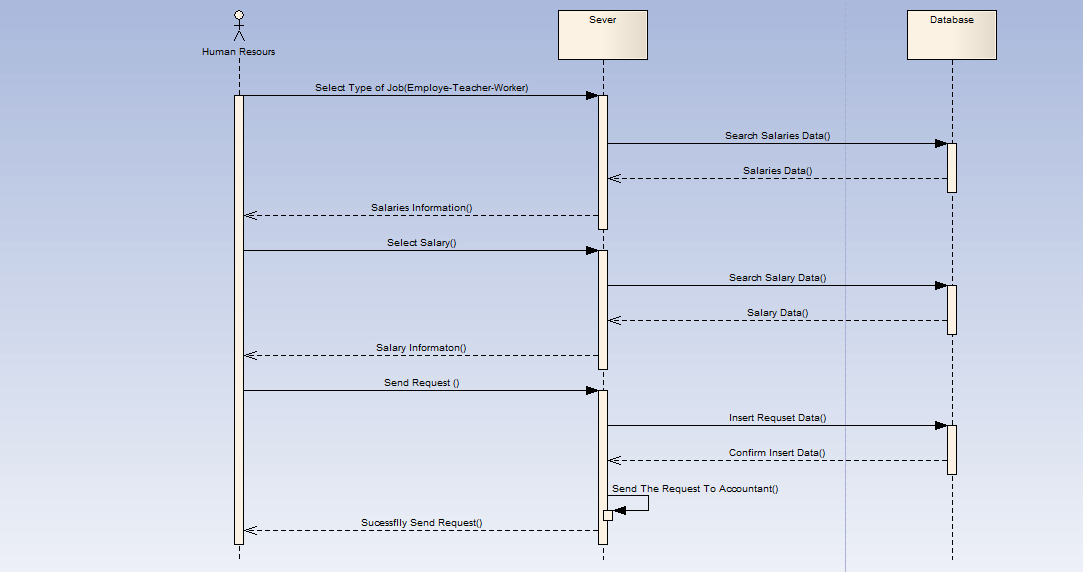 Human Resours
Sever
Database
Select Type of Job(Employe-Teacher-Worker)
Search Salaries Data()
Salaries Data()
Salaries Information()
Select Salary()
Search Salary Data()
Salary Data()
Salary Informaton()
Send Request ()
Insert Requset Data()
Confirm Insert Data()
Send The Request To Accountant()
Sucessflly Send Request()